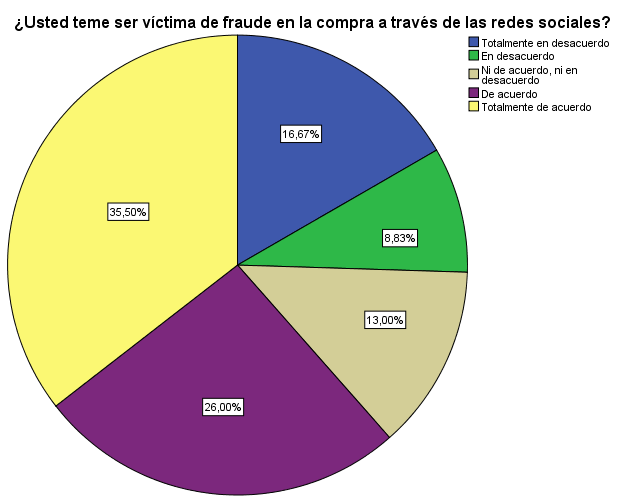 ¿Usted teme ser víctima de fraude en la compra a través de las redes sociales?
Totalmente en desacuerdo
En desacuerdo
Ni de acuerdo, ni en
desacuerdo
De acuerdo
Totalmente de acuerdo
16,67%
8,83%
13,00%
26,00%
35,50%